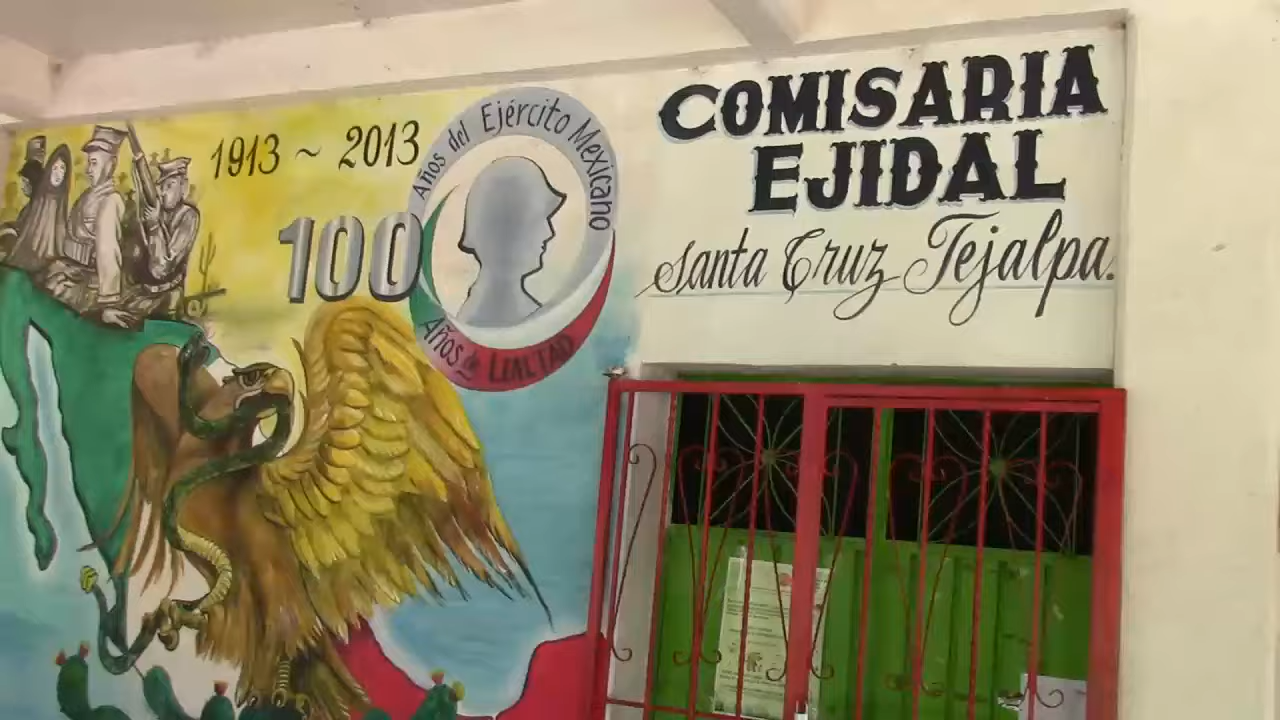 1913 ~ 2013
100
Años del Ejército Mexicano
Años de LEALTAD
COMISARIA
EJIDAL
Santa Cruz Tejalpa.